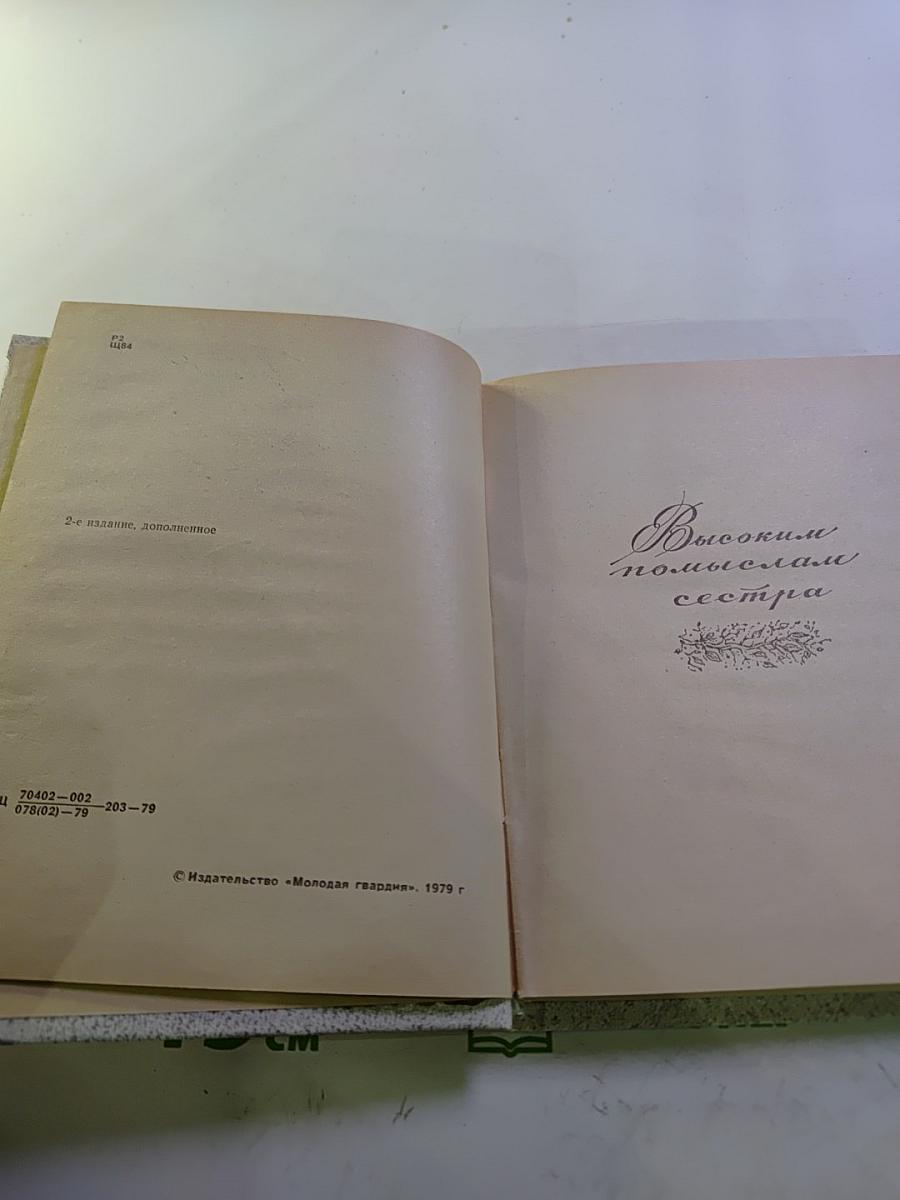 Р2
Щ84
2-е издание, дополненное
Щ 70402—002
078(02)—79
—203—79
© Издательство «Молодая гвардия», 1979 г
Высоким
помыслам
сестра
см